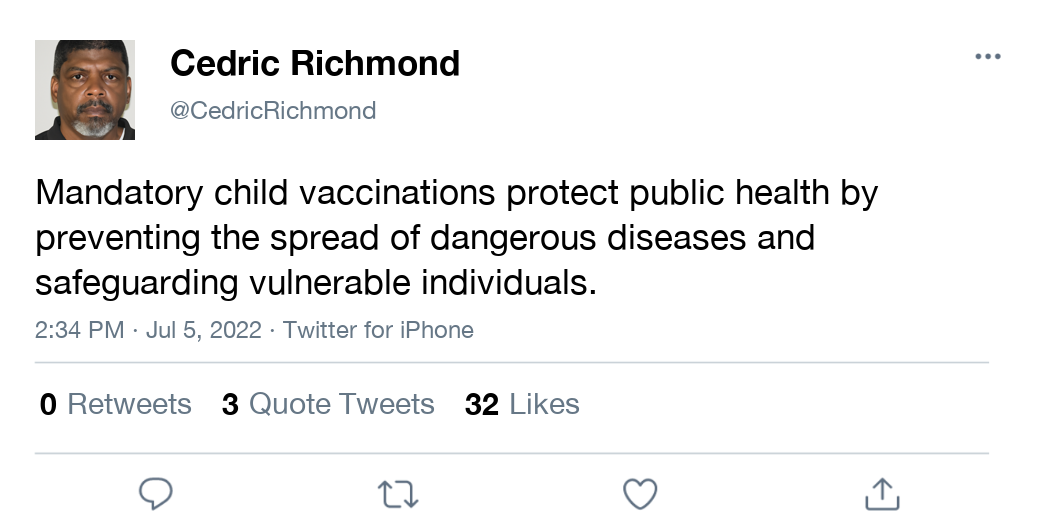 Cedric Richmond
@CedricRichmond
Mandatory child vaccinations protect public health by
preventing the spread of dangerous diseases and
safeguarding vulnerable individuals.
2:34 PM · Jul 5, 2022 · Twitter for iPhone
0 Retweets 3 Quote Tweets 32 Likes